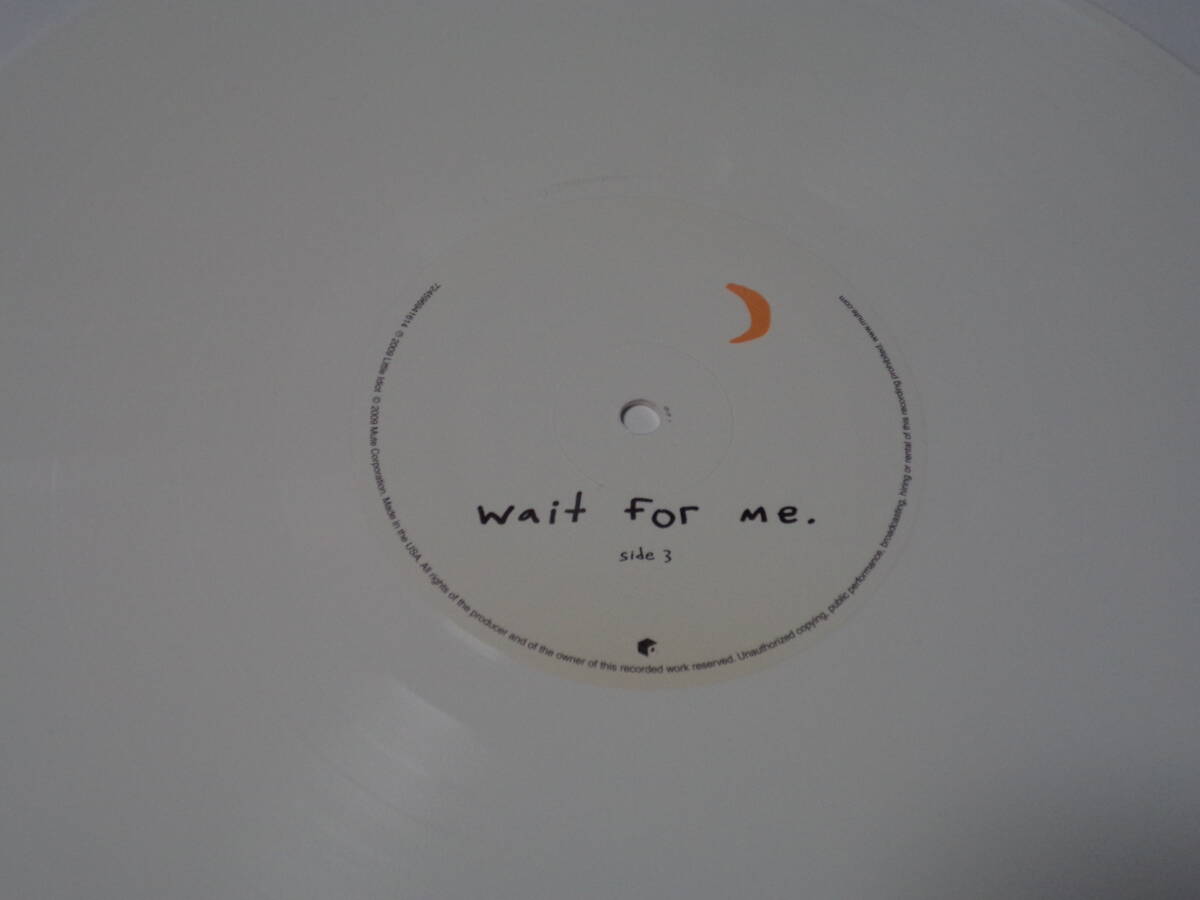 wait for me.
side 3
724596941614 ℗ 2009 Little Idiot © 2009 Mute Corporation. Made in the USA. All rights of the producer and of the owner of this recorded work reserved. Unauthorized copying, public performance, broadcasting, hiring or rental of this recording prohibited. www.mute.com